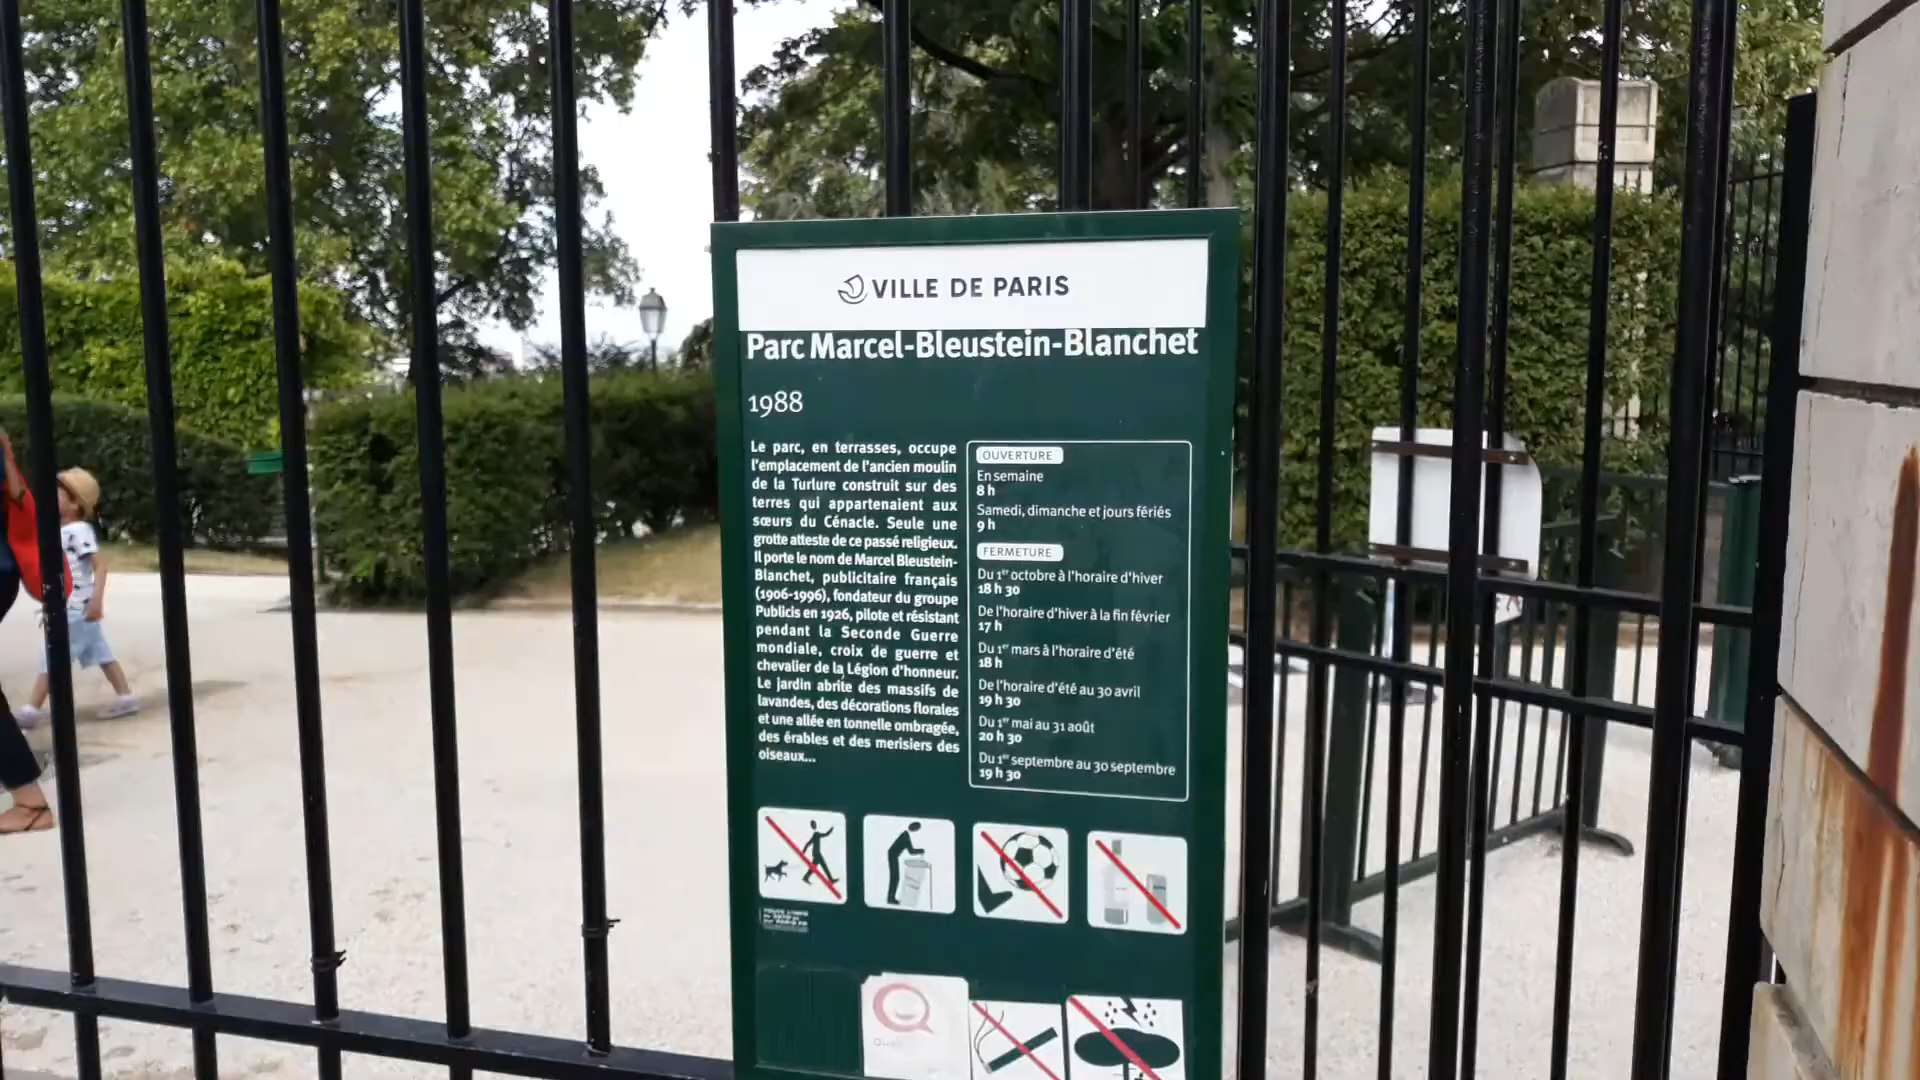 VILLE DE PARIS
Parc Marcel-Bleustein-Blanchet
1988
Le parc, en terrasses, occupe
l'emplacement de l'ancien moulin
de la Turlure construit sur des
terres qui appartenaient aux
sœurs du Cénacle. Seule une
grotte atteste de ce passé religieux.
Il porte le nom de Marcel Bleustein-
Blanchet, publicitaire français
(1906-1996), fondateur du groupe
Publicis en 1926, pilote et résistant
pendant la Seconde Guerre
mondiale, croix de guerre et
chevalier de la Légion d'honneur.
Le jardin abrite des massifs de
lavandes, des décorations florales
et une allée en tonnelle ombragée,
des érables et des merisiers des
oiseaux...
OUVERTURE
En semaine
8 h
Samedi, dimanche et jours fériés
9 h
FERMETURE
Du 1er octobre à l'horaire d'hiver
18 h 30
De l'horaire d'hiver à la fin février
17 h
Du 1er mars à l'horaire d'été
18 h
De l'horaire d'été au 30 avril
19 h 30
Du 1er mai au 31 août
20 h 30
Du 1er septembre au 30 septembre
19 h 30